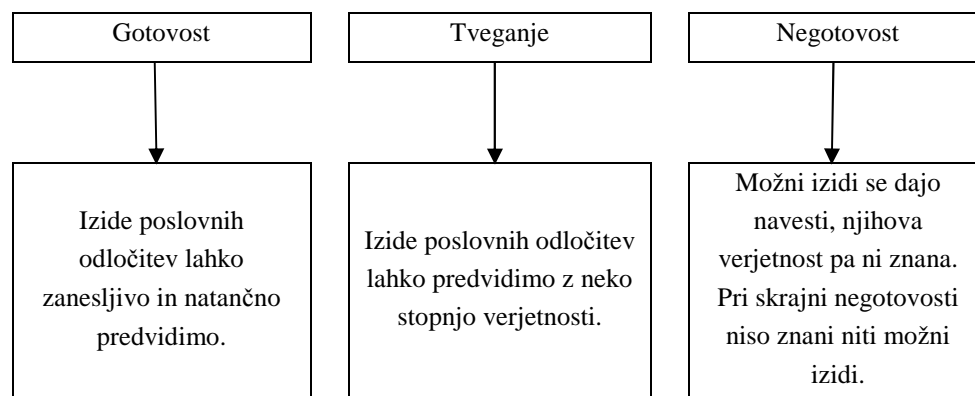 Gotovost
Tveganje
Negotovost
Izide poslovnih
odločitev lahko
zanesljivo in natančno
predvidimo.
Izide poslovnih odločitev
lahko predvidimo z neko
stopnjo verjetnosti.
Možni izidi se dajo
navesti, njihova
verjetnost pa ni znana.
Pri skrajni negotovosti
niso znani niti možni
izidi.